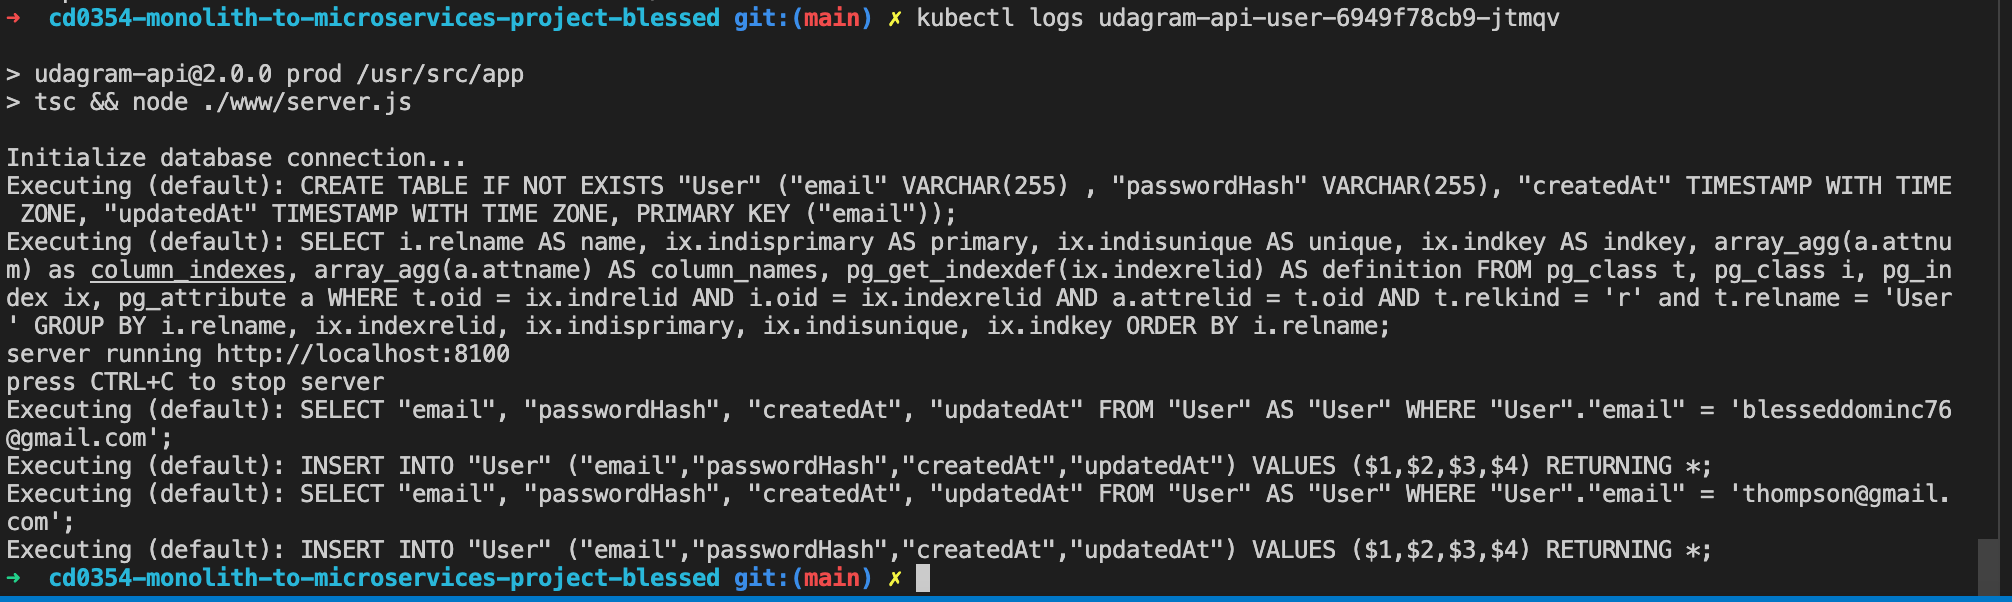 → cd0354-monolith-to-microservices-project-blessed git:(main) ✗ kubectl logs udagram-api-user-6949f78cb9-jtmqv
> udagram-api@2.0.0 prod /usr/src/app
> tsc && node ./www/server.js
Initialize database connection...
Executing (default): CREATE TABLE IF NOT EXISTS "User" ("email" VARCHAR(255) , "passwordHash" VARCHAR(255), "createdAt" TIMESTAMP WITH TIME
 ZONE, "updatedAt" TIMESTAMP WITH TIME ZONE, PRIMARY KEY ("email"));
Executing (default): SELECT i.relname AS name, ix.indisprimary AS primary, ix.indisunique AS unique, ix.indkey AS indkey, array_agg(a.attnu
m) as column_indexes, array_agg(a.attname) AS column_names, pg_get_indexdef(ix.indexrelid) AS definition FROM pg_class t, pg_class i, pg_in
dex ix, pg_attribute a WHERE t.oid = ix.indrelid AND i.oid = ix.indexrelid AND a.attrelid = t.oid AND t.relkind = 'r' and t.relname = 'User
' GROUP BY i.relname, ix.indexrelid, ix.indisprimary, ix.indisunique, ix.indkey ORDER BY i.relname;
server running http://localhost:8100
press CTRL+C to stop server
Executing (default): SELECT "email", "passwordHash", "createdAt", "updatedAt" FROM "User" AS "User" WHERE "User"."email" = 'blesseddominc76
@gmail.com';
Executing (default): INSERT INTO "User" ("email","passwordHash","createdAt","updatedAt") VALUES ($1,$2,$3,$4) RETURNING *;
Executing (default): SELECT "email", "passwordHash", "createdAt", "updatedAt" FROM "User" AS "User" WHERE "User"."email" = 'thompson@gmail.
com';
Executing (default): INSERT INTO "User" ("email","passwordHash","createdAt","updatedAt") VALUES ($1,$2,$3,$4) RETURNING *;
→ cd0354-monolith-to-microservices-project-blessed git:(main) ✗